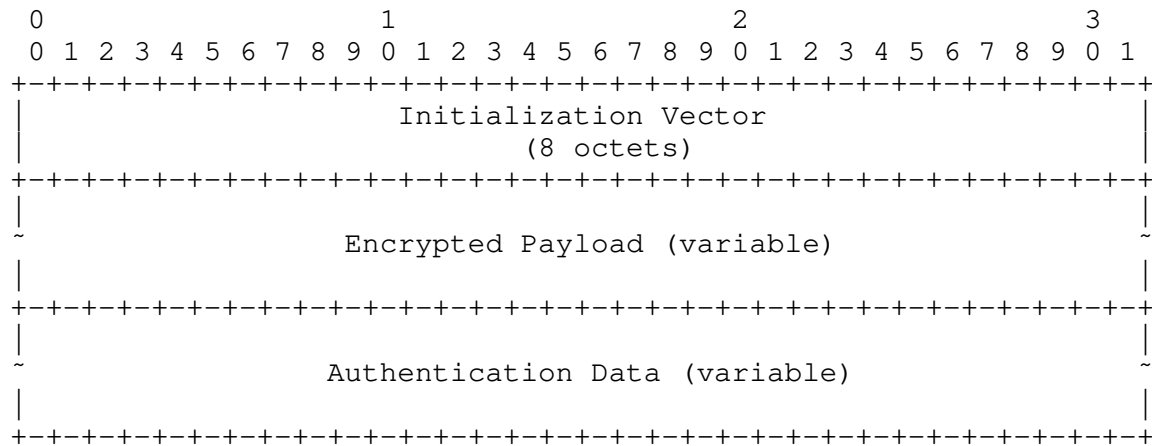 0                   1                   2                   3
 0 1 2 3 4 5 6 7 8 9 0 1 2 3 4 5 6 7 8 9 0 1 2 3 4 5 6 7 8 9 0 1
+-+-+-+-+-+-+-+-+-+-+-+-+-+-+-+-+-+-+-+-+-+-+-+-+-+-+-+-+-+-+-+-+
|                     Initialization Vector                     |
|                            (8 octets)                         |
+-+-+-+-+-+-+-+-+-+-+-+-+-+-+-+-+-+-+-+-+-+-+-+-+-+-+-+-+-+-+-+-+
|                                                               |
~                  Encrypted Payload (variable)                 ~
|                                                               |
+-+-+-+-+-+-+-+-+-+-+-+-+-+-+-+-+-+-+-+-+-+-+-+-+-+-+-+-+-+-+-+-+
|                                                               |
~                 Authentication Data (variable)                ~
|                                                               |
+-+-+-+-+-+-+-+-+-+-+-+-+-+-+-+-+-+-+-+-+-+-+-+-+-+-+-+-+-+-+-+-+